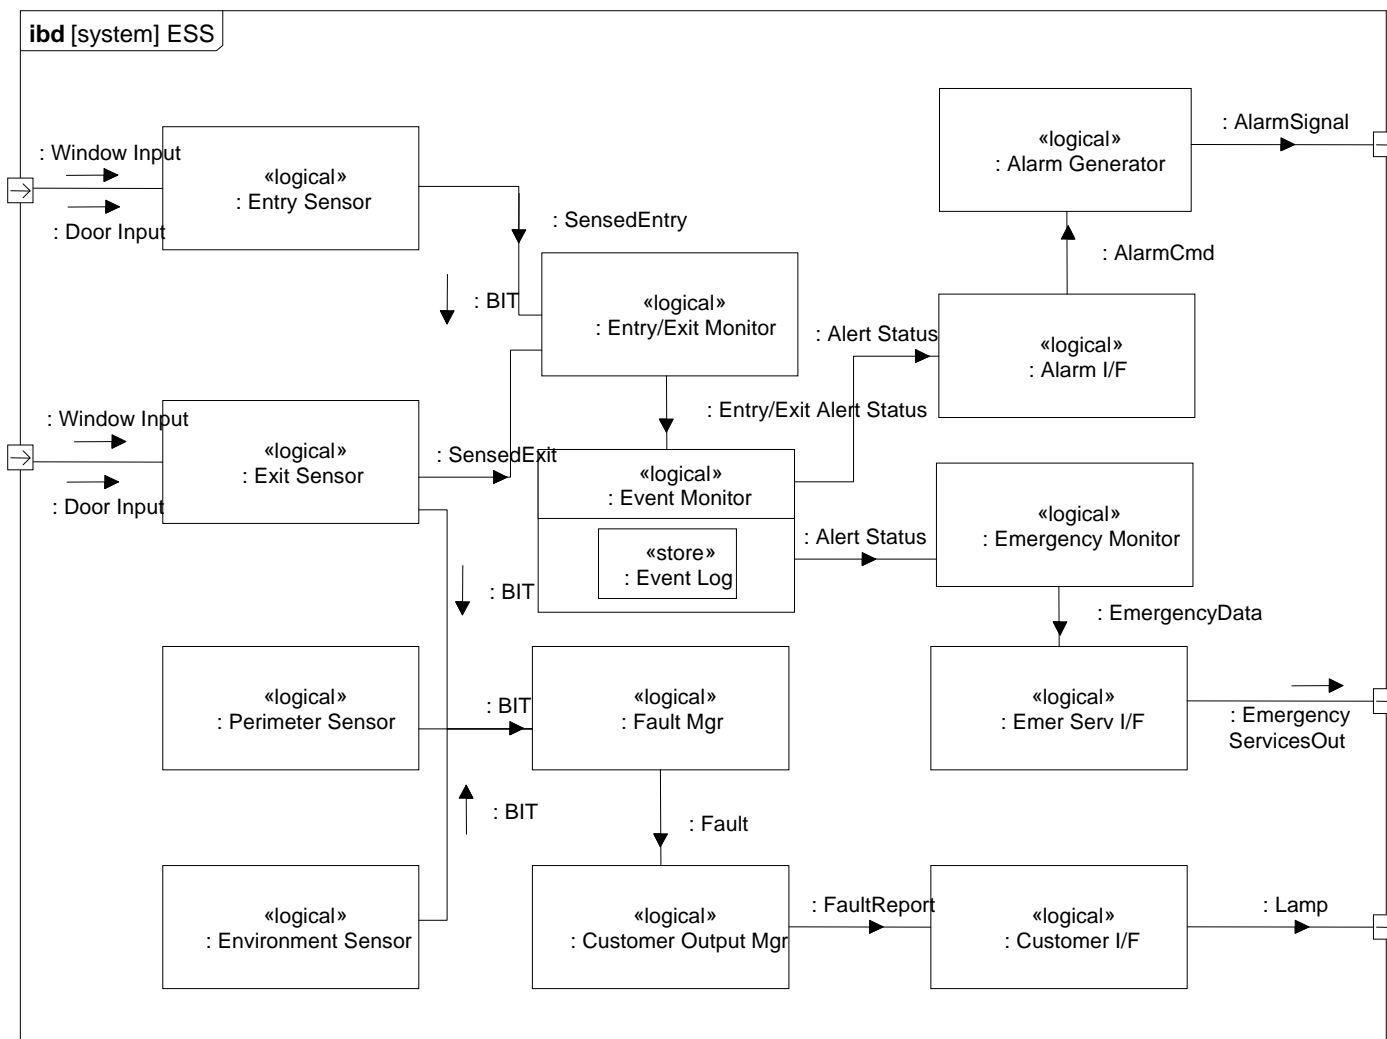 ibd [system] ESS
: Window Input
: Door Input
«logical»
: Entry Sensor
: SensedEntry
: BIT
«logical»
: Entry/Exit Monitor
«logical»
: Alarm Generator
: AlarmSignal
: AlarmCmd
: Alert Status
«logical»
: Alarm I/F
: Window Input
: Door Input
«logical»
: Exit Sensor
: SensedExit
: Entry/Exit Alert Status
«logical»
: Event Monitor
«store»
: Event Log
: Alert Status
«logical»
: Emergency Monitor
: BIT
: EmergencyData
«logical»
: Perimeter Sensor
: BIT
«logical»
: Fault Mgr
«logical»
: Emer Serv I/F
: Emergency
ServicesOut
: BIT
: Fault
«logical»
: Environment Sensor
«logical»
: Customer Output Mgr
: FaultReport
«logical»
: Customer I/F
: Lamp